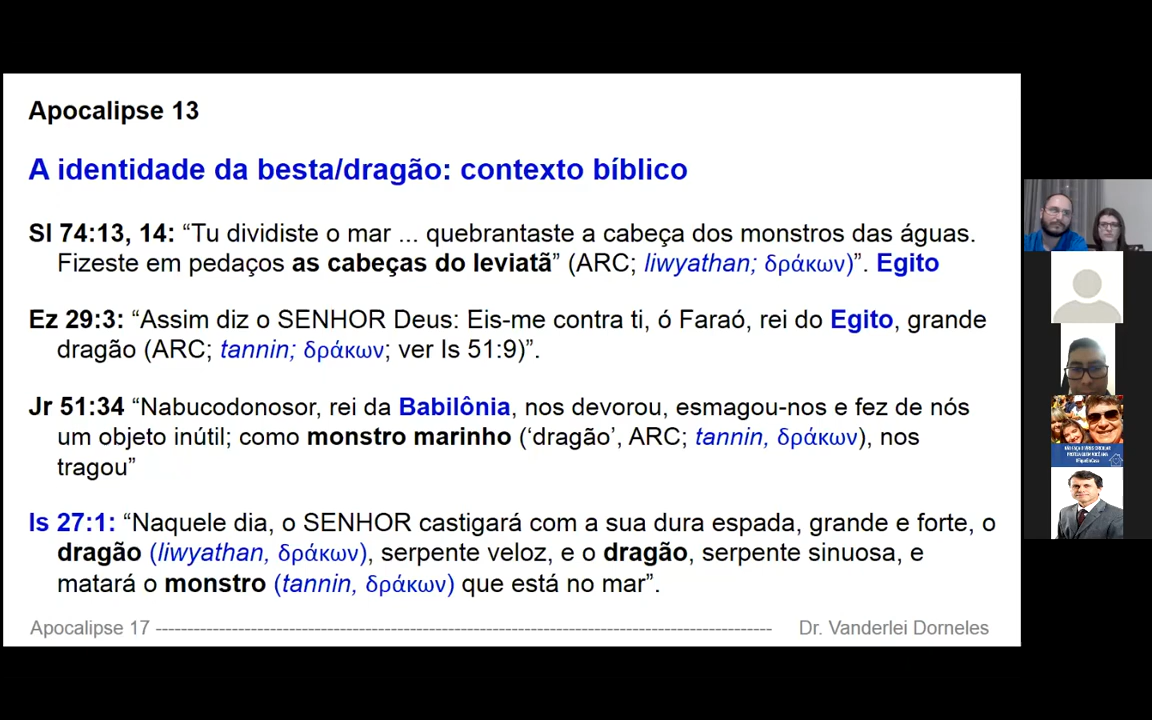 Apocalipse 13
A identidade da besta/dragão: contexto bíblico
Sl 74:13, 14: “Tu dividiste o mar ... quebrantaste a cabeça dos monstros das águas.
Fizeste em pedaços as cabeças do leviatã” (ARC; liwyathan; δράκων)”. Egito
Ez 29:3: “Assim diz o SENHOR Deus: Eis-me contra ti, ó Faraó, rei do Egito, grande
dragão (ARC; tannin; δράκων; ver Is 51:9)”.
Jr 51:34 “Nabucodonosor, rei da Babilônia, nos devorou, esmagou-nos e fez de nós
um objeto inútil; como monstro marinho (‘dragão’, ARC; tannin, δράκων), nos
tragou”
Is 27:1: “Naquele dia, o SENHOR castigará com a sua dura espada, grande e forte, o
dragão (liwyathan, δράκων), serpente veloz, e o dragão, serpente sinuosa, e
matará o monstro (tannin, δράκων) que está no mar”.
Apocalipse 17 ---------------------------------------------------------------------------------------- Dr. Vanderlei Dorneles